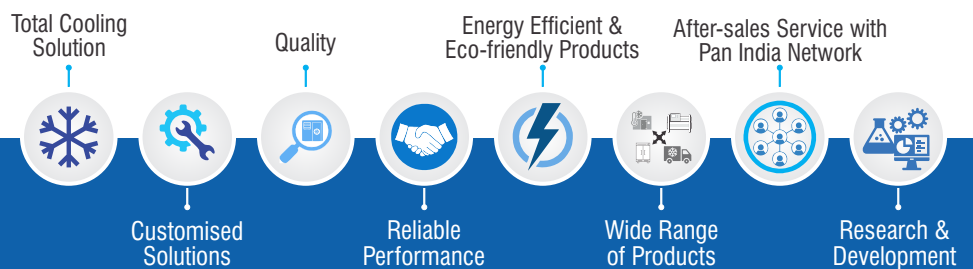 Total Cooling
Solution
Customised
Solutions
Quality
Reliable
Performance
Energy Efficient &
Eco-friendly Products
Wide Range
of Products
After-sales Service with
Pan India Network
Research &
Development